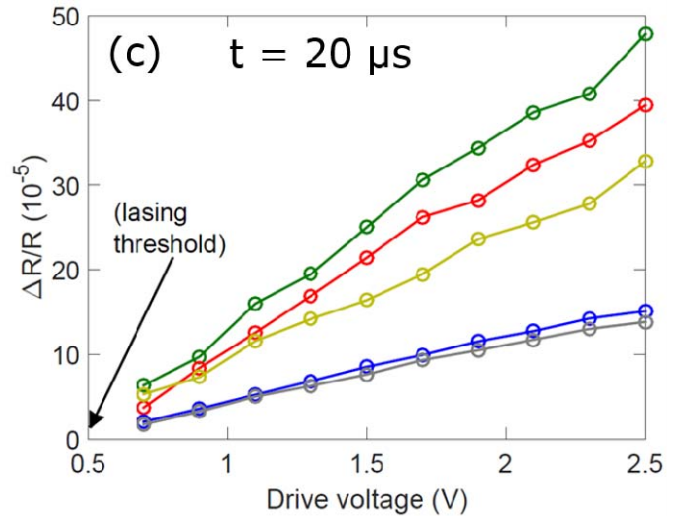 (c) t = 20 μs
50
40
30
20
10
0
ΔR/R (10⁻⁵)
(lasing
threshold)
0.5 1 1.5 2 2.5
Drive voltage (V)